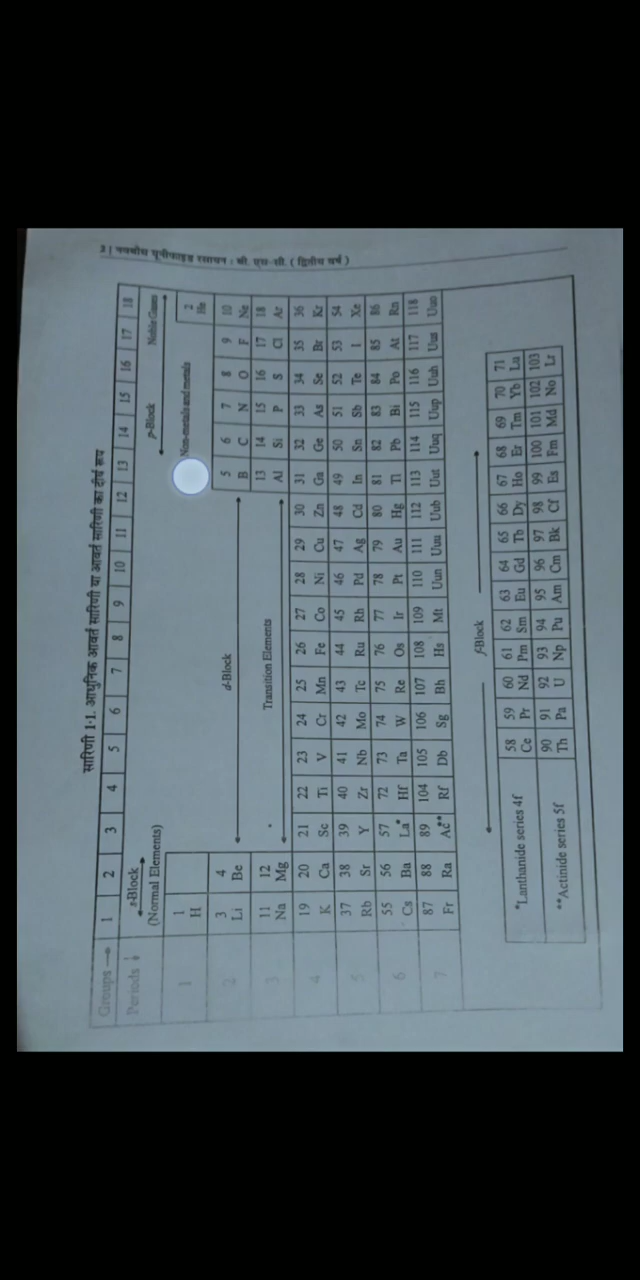 2 | नवबोध यूनीफाइड रसायन : बी. एस-सी. ( द्वितीय वर्ष )
सारिणी 1·1. आधुनिक आवर्त सारिणी या आवर्त सारिणी का दीर्घ रूप
Groups → 1 2 3 4 5 6 7 8 9 10 11 12 13 14 15 16 17 18
Periods ↓
s-Block
(Normal Elements)
p-Block
Noble Gases
Non-metals and metals
1 1 2
H He
d-Block
2 3 4 5 6 7 8 9 10
Li Be B C N O F Ne
Transition Elements
3 11 12 13 14 15 16 17 18
Na Mg Al Si P S Cl Ar
4 19 20 21 22 23 24 25 26 27 28 29 30 31 32 33 34 35 36
K Ca Sc Ti V Cr Mn Fe Co Ni Cu Zn Ga Ge As Se Br Kr
5 37 38 39 40 41 42 43 44 45 46 47 48 49 50 51 52 53 54
Rb Sr Y Zr Nb Mo Tc Ru Rh Pd Ag Cd In Sn Sb Te I Xe
6 55 56 57 72 73 74 75 76 77 78 79 80 81 82 83 84 85 86
Cs Ba La* Hf Ta W Re Os Ir Pt Au Hg Tl Pb Bi Po At Rn
7 87 88 89 104 105 106 107 108 109 110 111 112 113 114 115 116 117 118
Fr Ra Ac** Rf Db Sg Bh Hs Mt Uun Uuu Uub Uut Uuq Uup Uuh Uus Uuo
f-Block
*Lanthanide series 4f 58 59 60 61 62 63 64 65 66 67 68 69 70 71
Ce Pr Nd Pm Sm Eu Gd Tb Dy Ho Er Tm Yb Lu
**Actinide series 5f 90 91 92 93 94 95 96 97 98 99 100 101 102 103
Th Pa U Np Pu Am Cm Bk Cf Es Fm Md No Lr